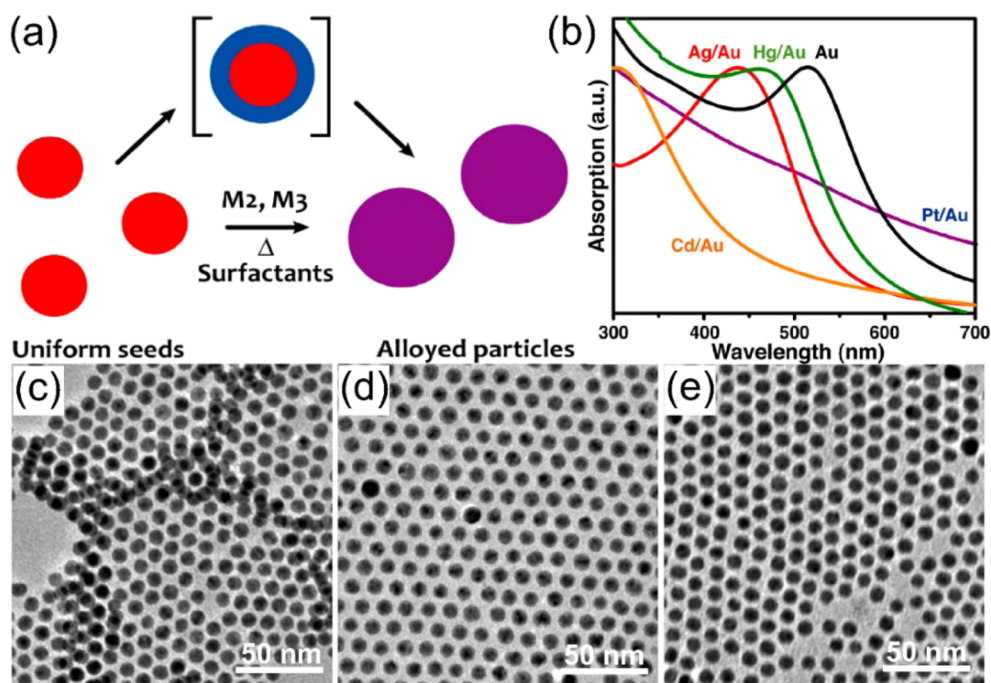 (a)
M2, M3
Δ
Surfactants
Uniform seeds
Alloyed particles
(b)
Ag/Au
Hg/Au
Au
Pt/Au
Cd/Au
Absorption (a.u.)
300
400
500
600
700
Wavelength (nm)
(c)
50 nm
(d)
50 nm
(e)
50 nm